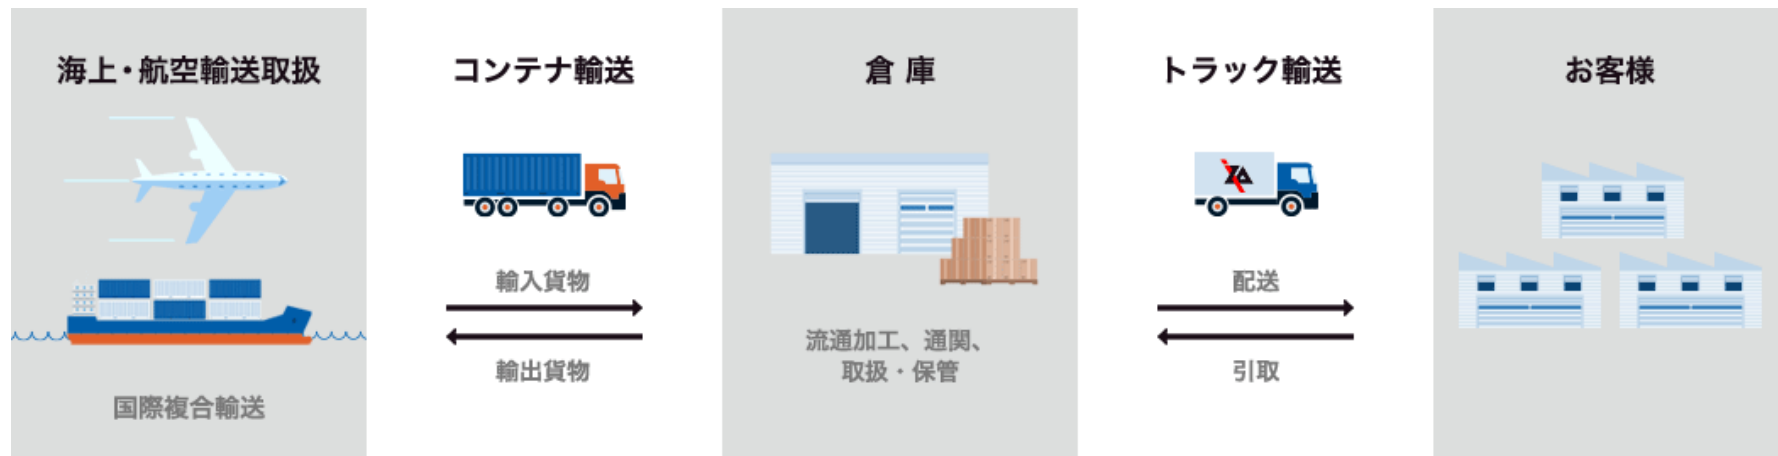 海上・航空輸送取扱
コンテナ輸送
倉 庫
トラック輸送
お客様
輸入貨物
輸出貨物
国際複合輸送
流通加工、通関、
取扱・保管
配送
引取